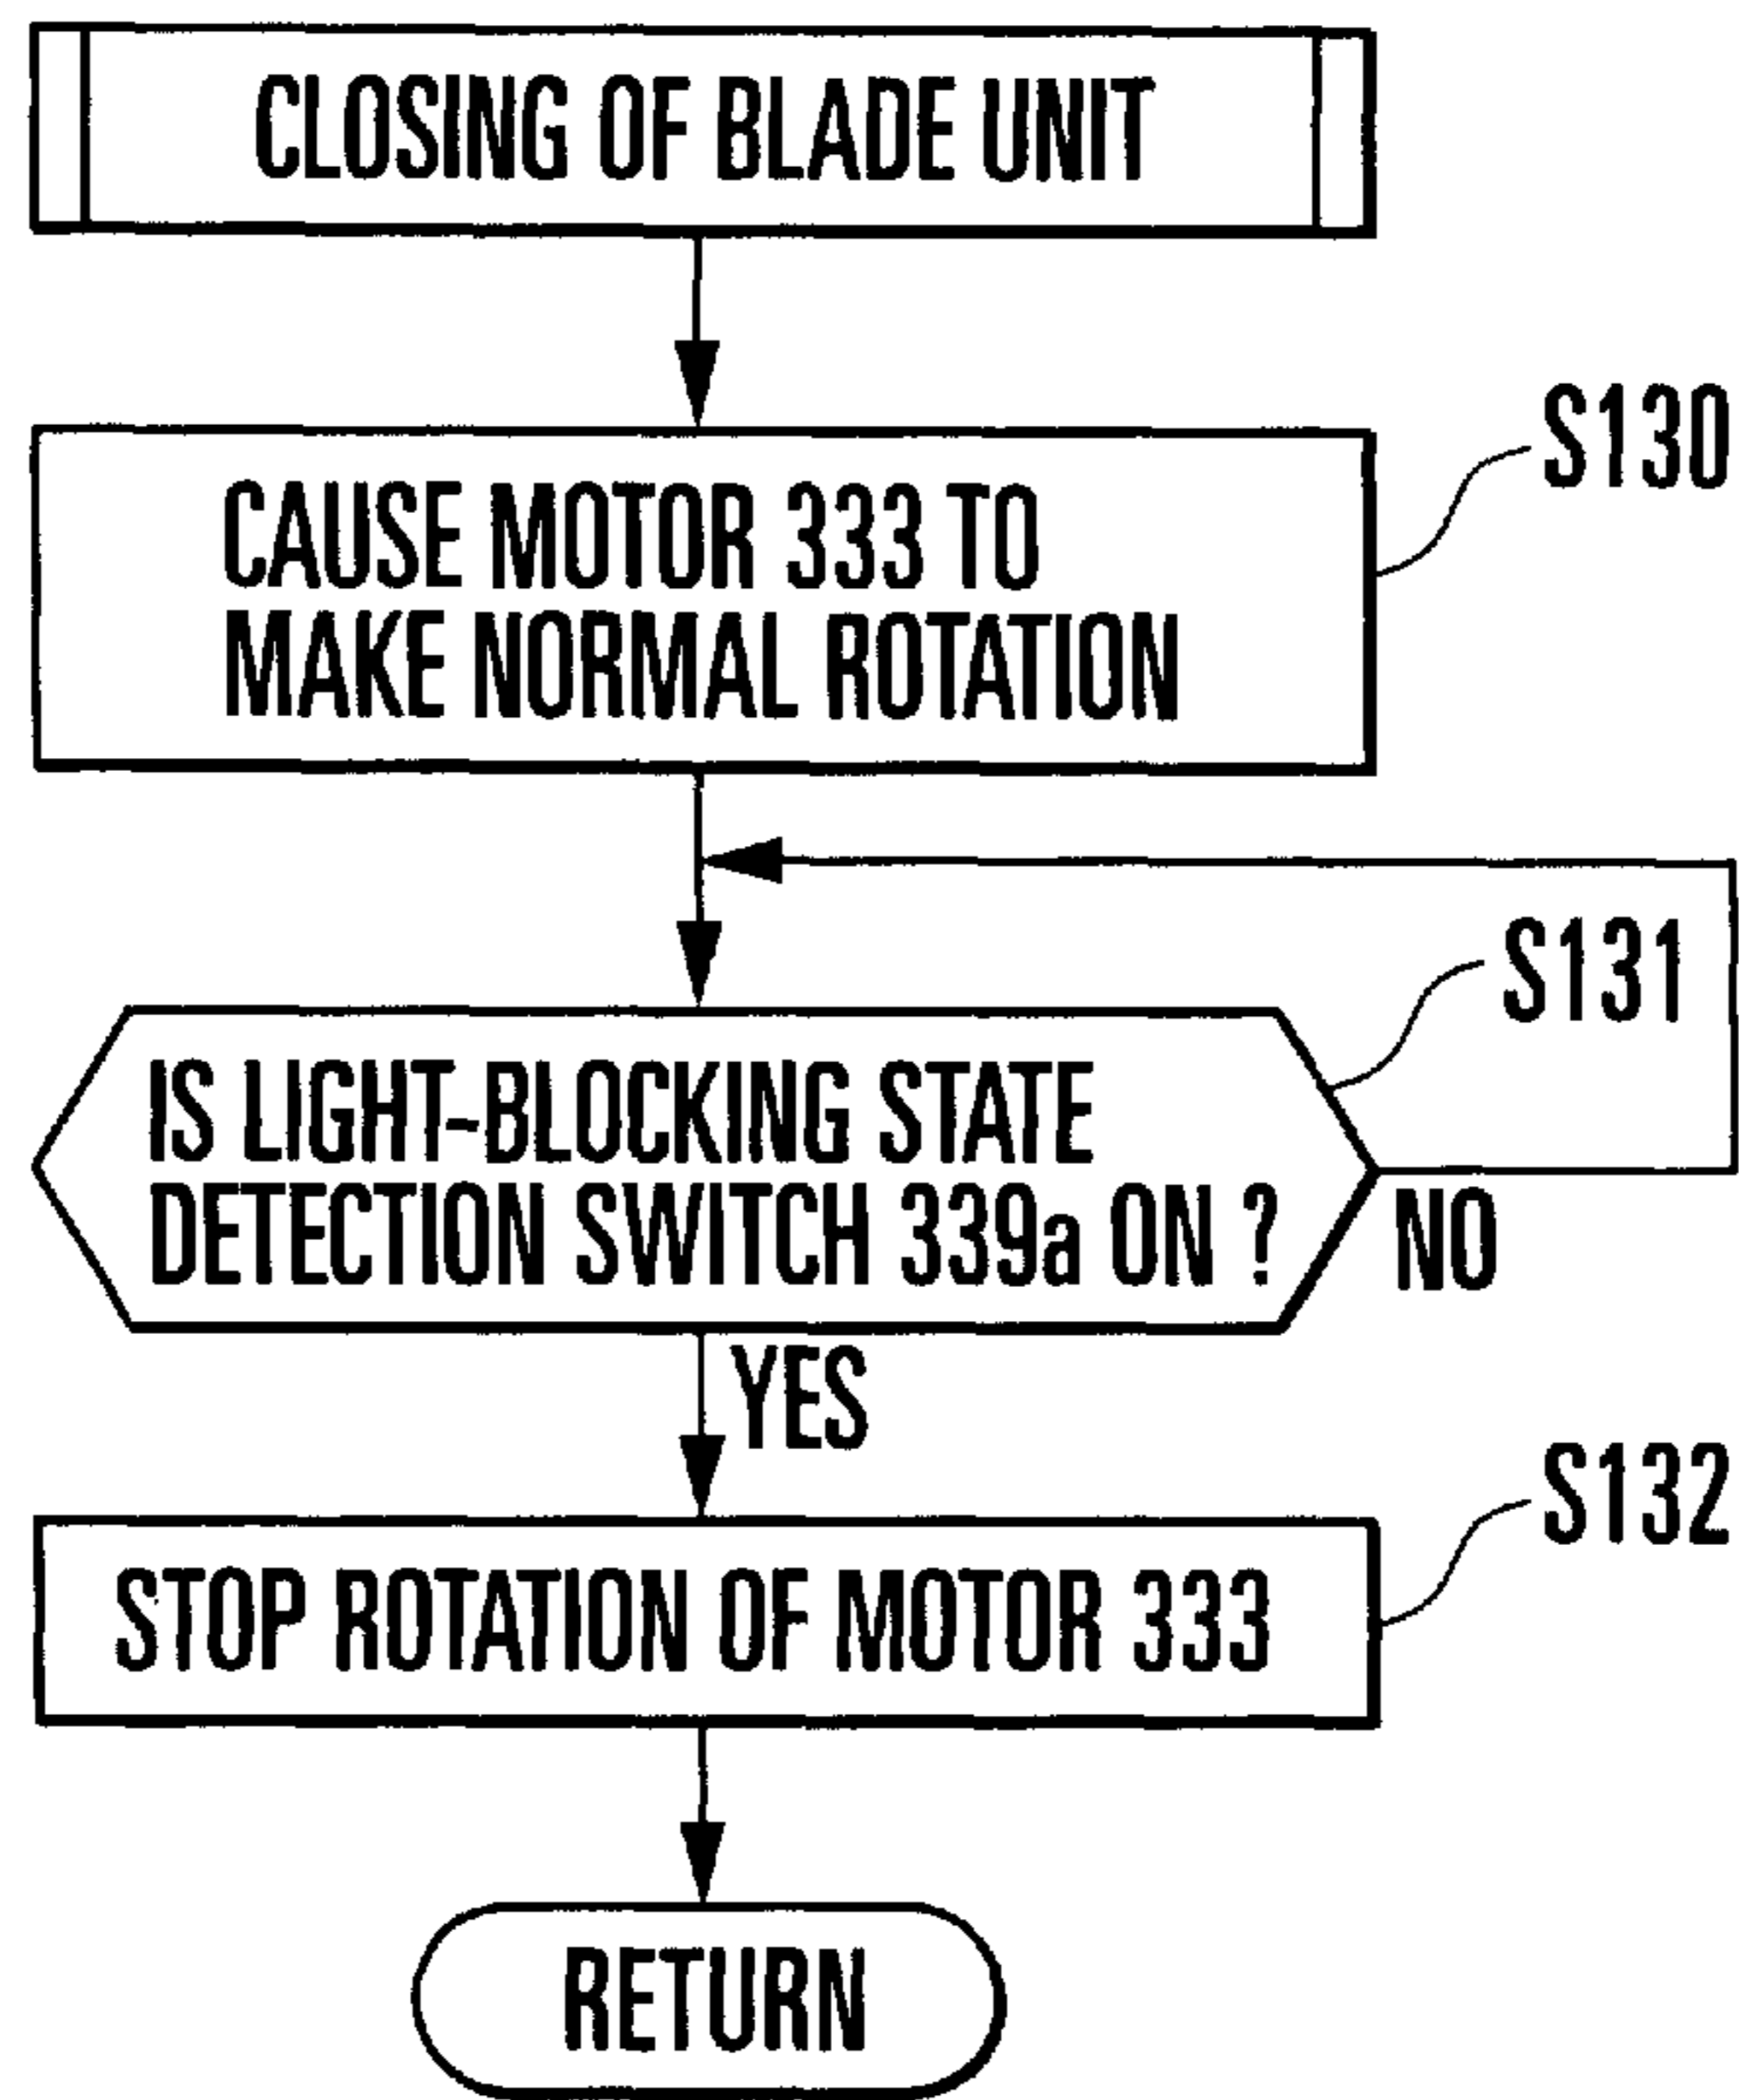 CLOSING OF BLADE UNIT
S130
CAUSE MOTOR 333 TO
MAKE NORMAL ROTATION
S131
IS LIGHT-BLOCKING STATE
DETECTION SWITCH 339a ON ?
NO
YES
S132
STOP ROTATION OF MOTOR 333
RETURN